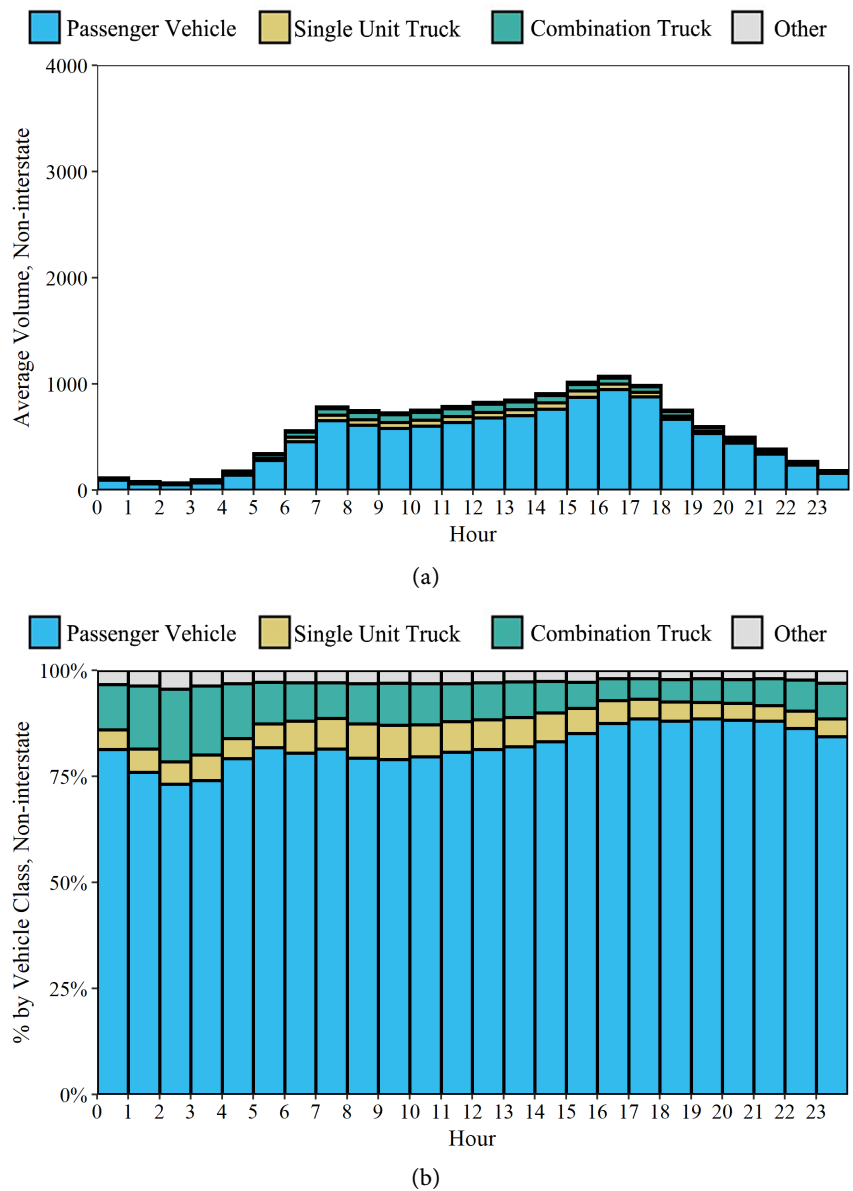 Passenger Vehicle Single Unit Truck Combination Truck Other
Average Volume, Non-interstate
4000
3000
2000
1000
0
0 1 2 3 4 5 6 7 8 9 10 11 12 13 14 15 16 17 18 19 20 21 22 23
Hour
(a)
Passenger Vehicle Single Unit Truck Combination Truck Other
% by Vehicle Class, Non-interstate
100%
75%
50%
25%
0%
0 1 2 3 4 5 6 7 8 9 10 11 12 13 14 15 16 17 18 19 20 21 22 23
Hour
(b)